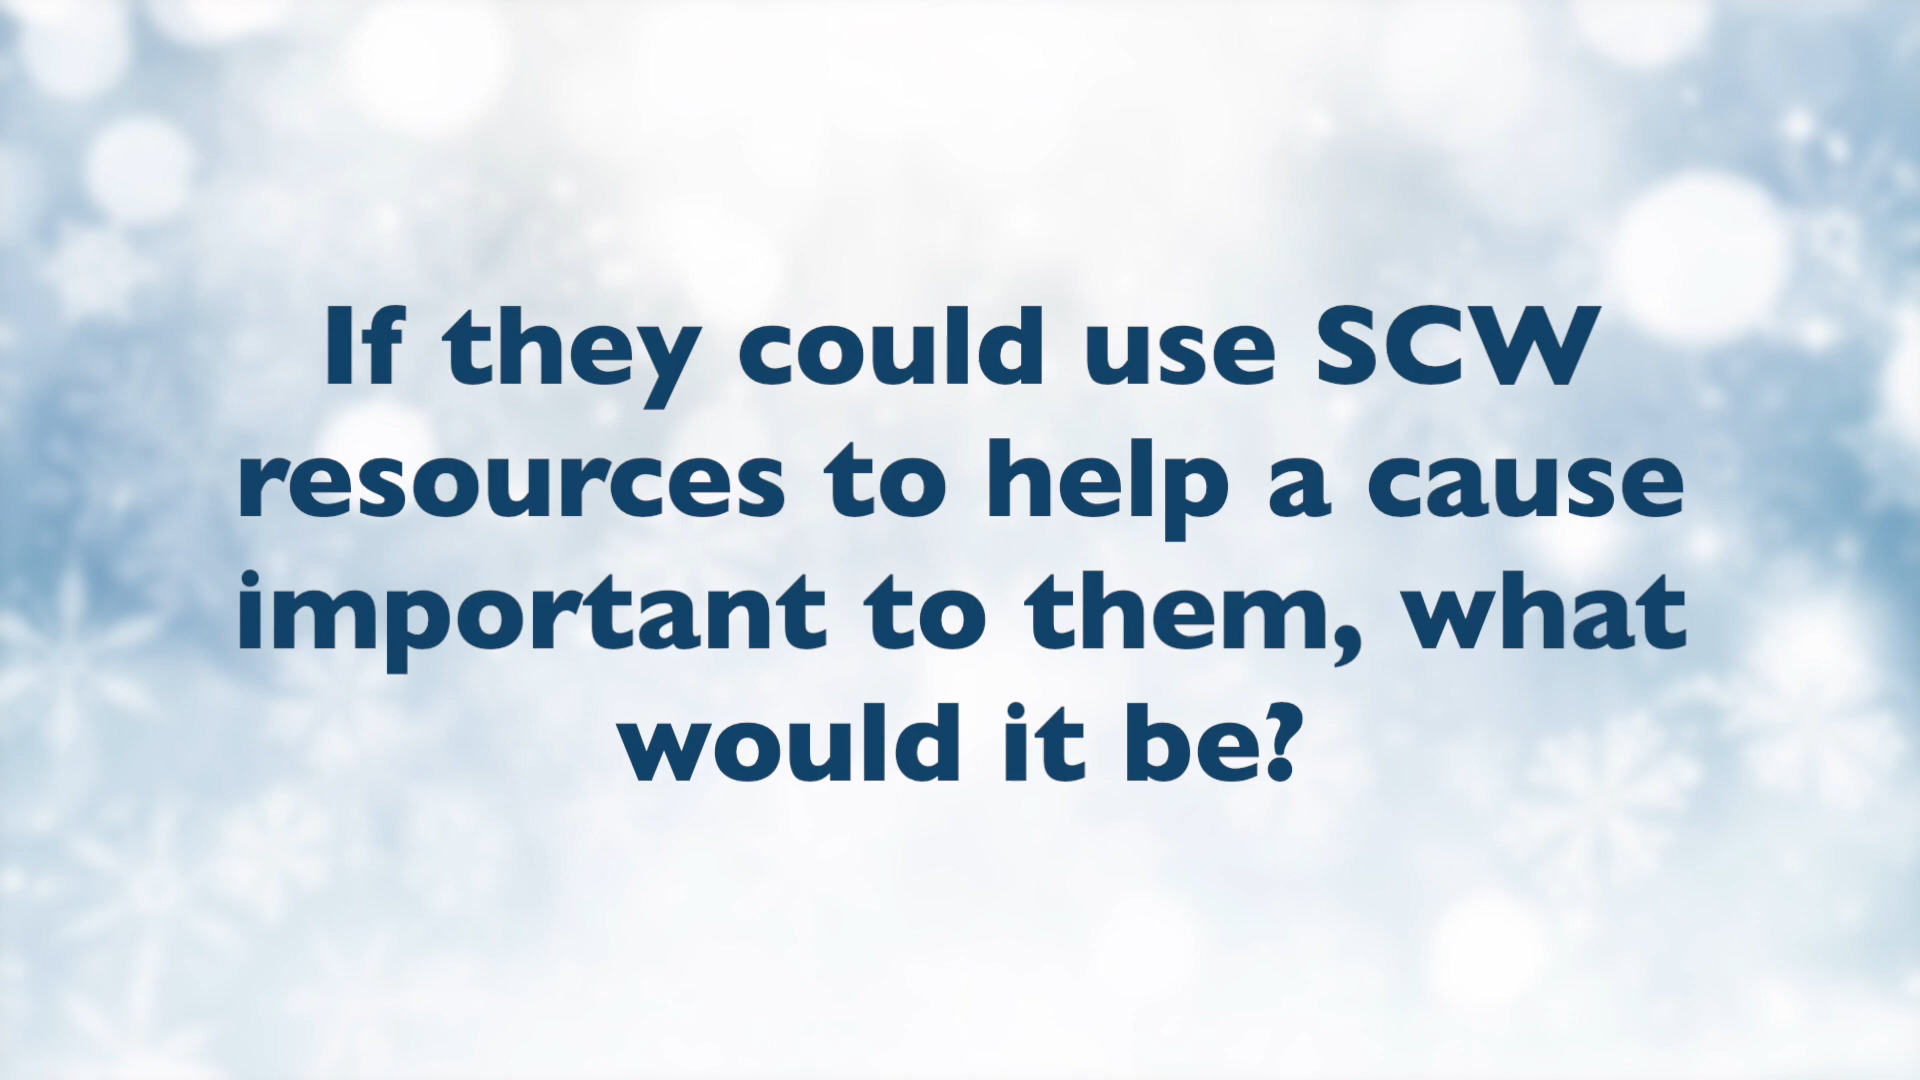 If they could use SCW
resources to help a cause
important to them, what
would it be?